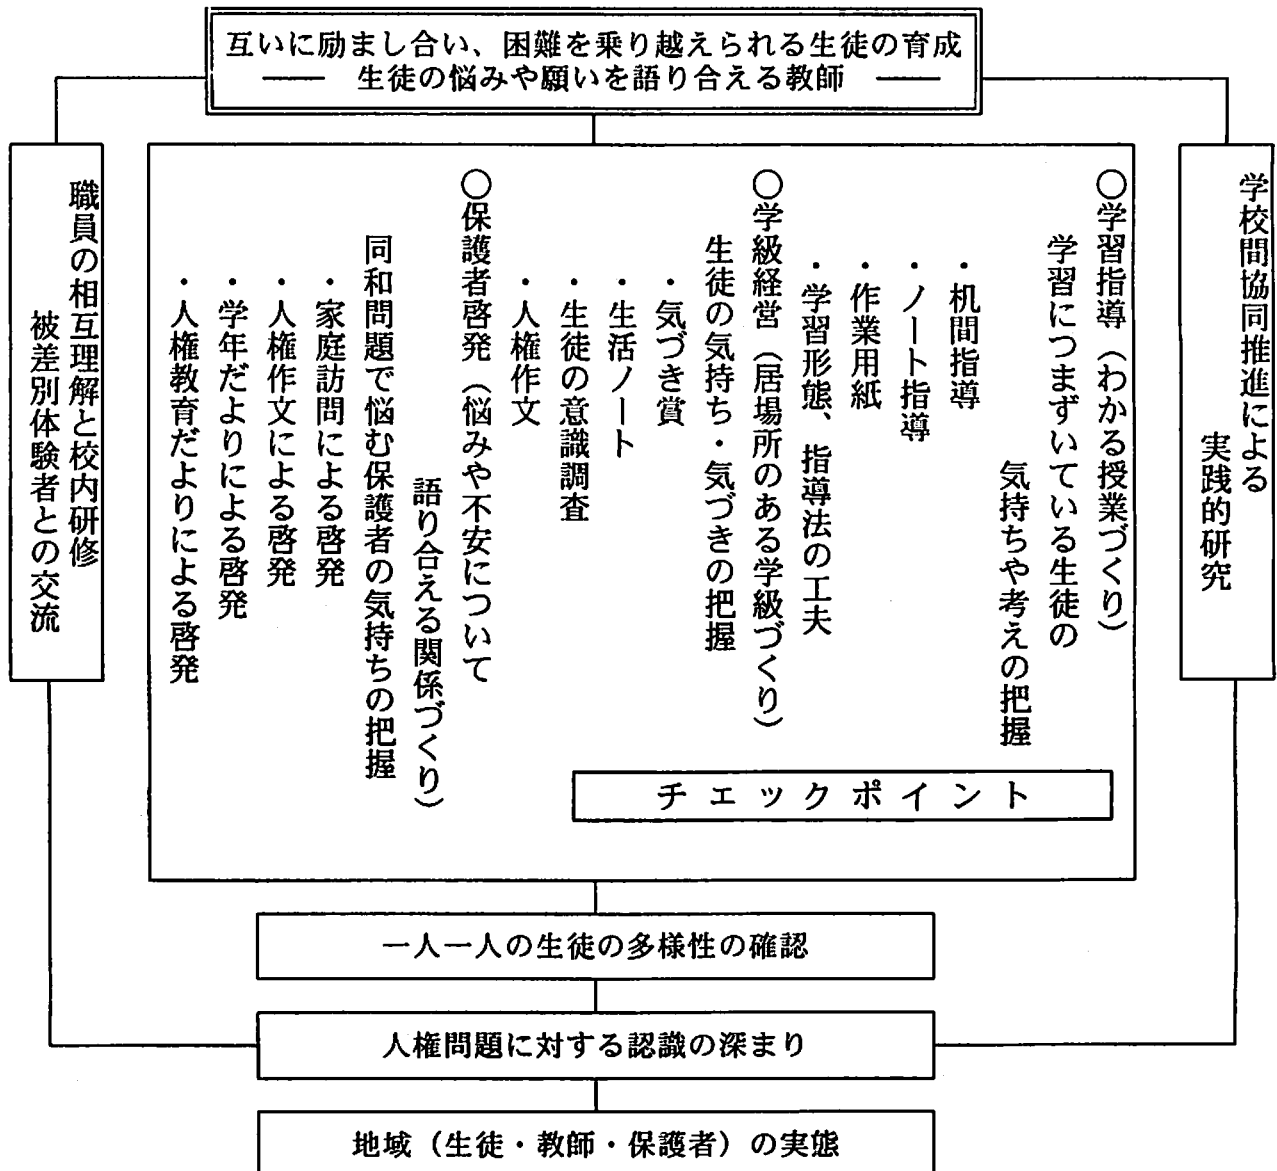 互いに励まし合い、困難を乗り越えられる生徒の育成
―― 生徒の悩みや願いを語り合える教師 ――
学校間協同推進による
実践的研究
○学習指導（わかる授業づくり）
学習につまずいている生徒の
気持ちや考えの把握
・机間指導
・ノート指導
・作業用紙
・学習形態、指導法の工夫
○学級経営（居場所のある学級づくり）
生徒の気持ち・気づきの把握
・気づき賞
・生活ノート
・生徒の意識調査
・人権作文
○保護者啓発（悩みや不安について
語り合える関係づくり）
同和問題で悩む保護者の気持ちの把握
・家庭訪問による啓発
・人権作文による啓発
・学年だよりによる啓発
・人権教育だよりによる啓発
チェックポイント
職員の相互理解と校内研修
被差別体験者との交流
一人一人の生徒の多様性の確認
人権問題に対する認識の深まり
地域（生徒・教師・保護者）の実態